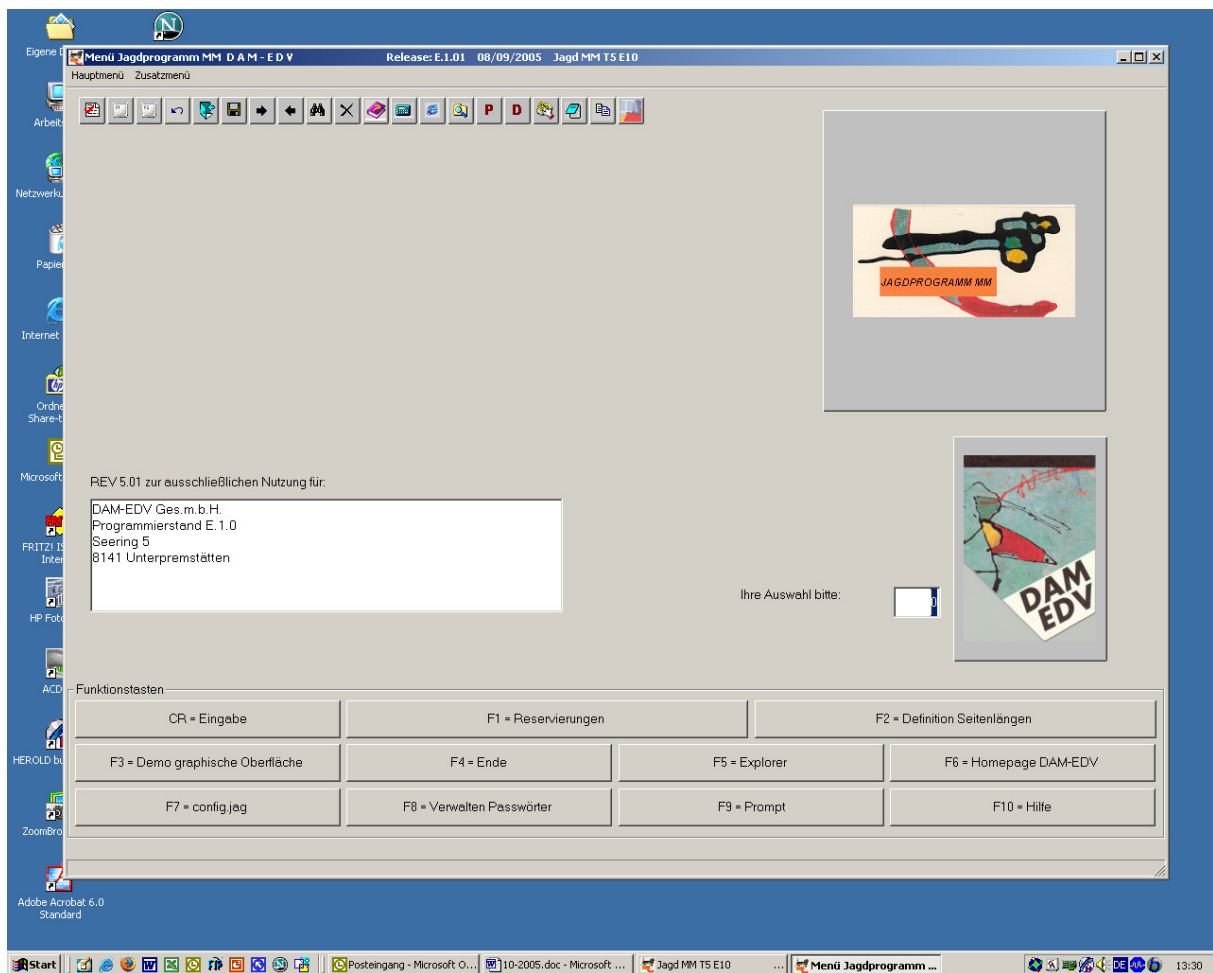 Eigene D
Menü Jagdprogramm MM D A M - E D V Release: E.1.01 08/09/2005 Jagd MM T5 E10
Hauptmenü Zusatzmenü
P D
Arbeits
Netzwerku
Papier
Internet
Ordne
Share-t
Microsoft
FRITZ! IS
Inter
HP Foto
ACD
HEROLD bu
ZoomBro
Adobe Acrobat 6.0
Standard
JAGDPROGRAMM MM
REV 5.01 zur ausschließlichen Nutzung für:
DAM-EDV Ges.m.b.H.
Programmierstand E.1.0
Seering 5
8141 Unterpremstätten
Ihre Auswahl bitte:
0
DAM
EDV
Funktionstasten
CR = Eingabe
F1 = Reservierungen
F2 = Definition Seitenlängen
F3 = Demo graphische Oberfläche
F4 = Ende
F5 = Explorer
F6 = Homepage DAM-EDV
F7 = config.jag
F8 = Verwalten Passwörter
F9 = Prompt
F10 = Hilfe
Start
Posteingang - Microsoft O...
10-2005.doc - Microsoft ...
Jagd MM T5 E10 ...
Menü Jagdprogramm ...
DE
13:30